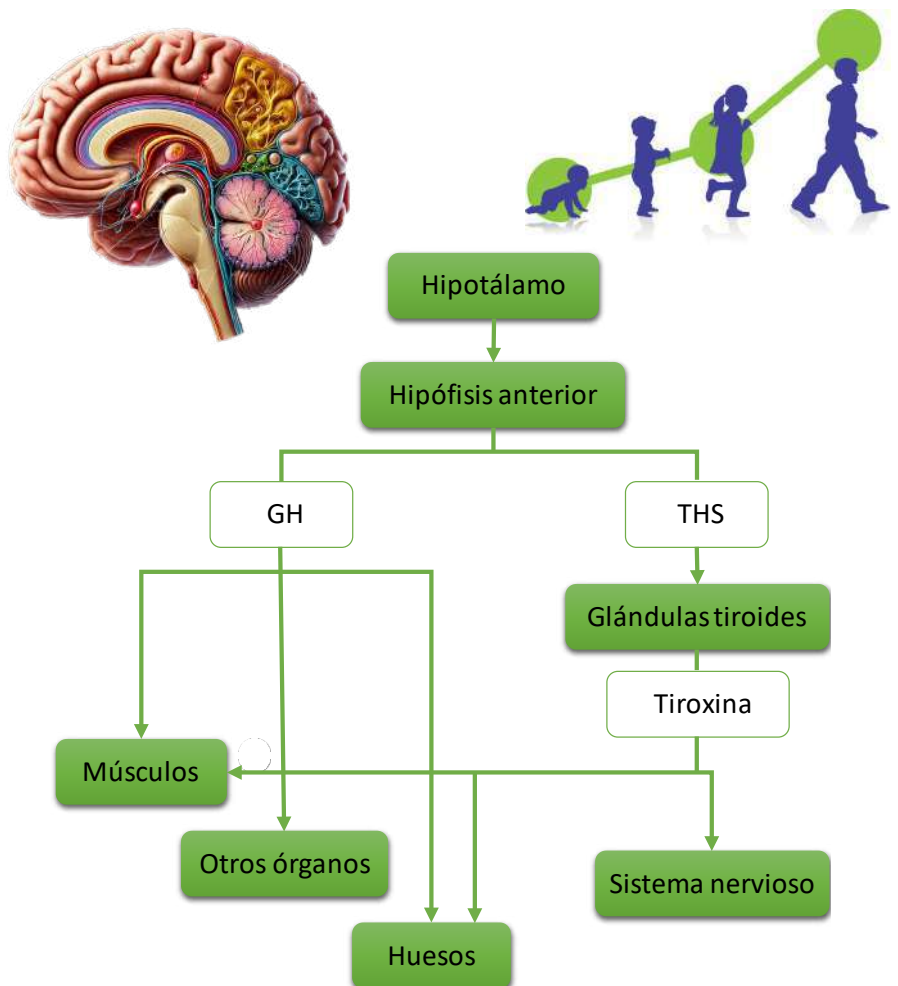 Hipotálamo
Hipófisis anterior
GH
THS
Glándulas tiroides
Tiroxina
Músculos
Otros órganos
Sistema nervioso
Huesos